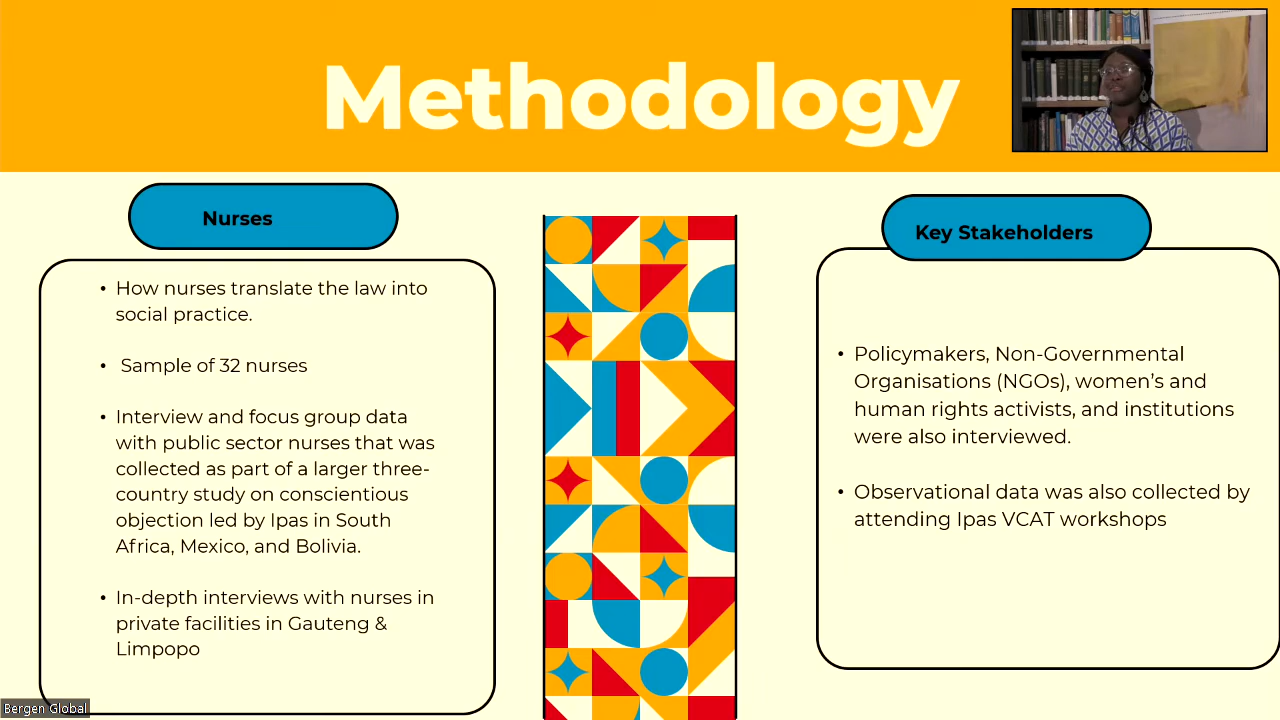 Methodology
Nurses
• How nurses translate the law into
social practice.
• Sample of 32 nurses
• Interview and focus group data
with public sector nurses that was
collected as part of a larger three-
country study on conscientious
objection led by Ipas in South
Africa, Mexico, and Bolivia.
• In-depth interviews with nurses in
private facilities in Gauteng &
Limpopo
Key Stakeholders
• Policymakers, Non-Governmental
Organisations (NGOs), women’s and
human rights activists, and institutions
were also interviewed.
• Observational data was also collected by
attending Ipas VCAT workshops
Bergen Global